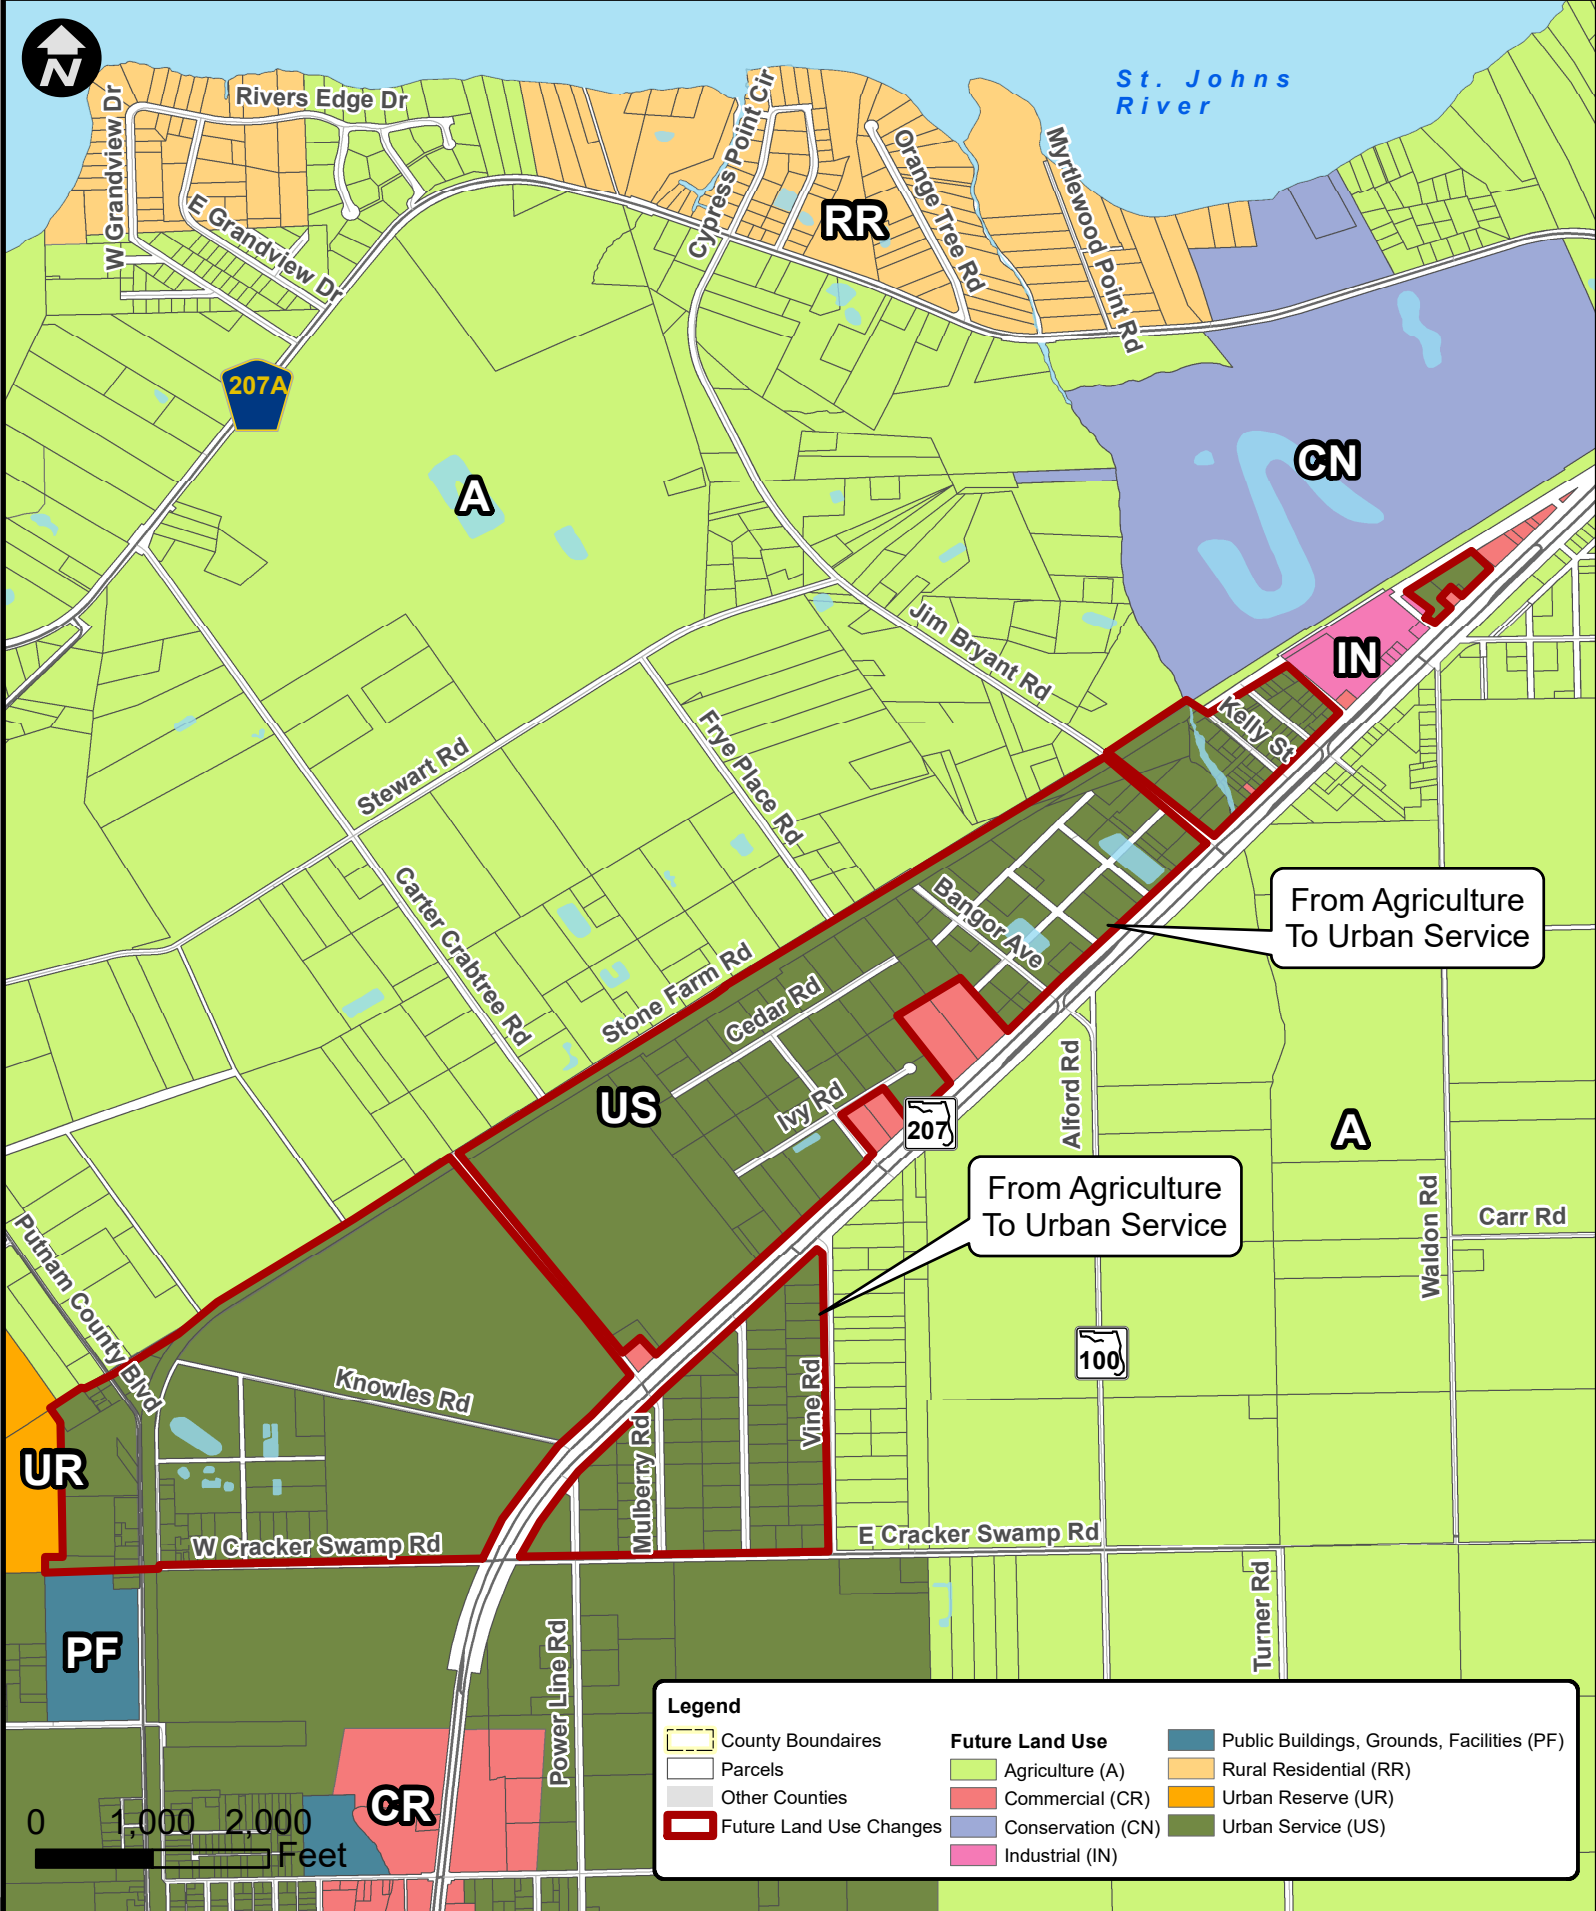 N
St. Johns
River
Rivers Edge Dr
W Grandview Dr
E Grandview Dr
Cypress Point Cir
Orange Tree Rd
Myrtlewood Point Rd
RR
207A
A
CN
IN
Jim Bryant Rd
Kelly St
Stewart Rd
Frye Place Rd
Carter Crabtree Rd
Stone Farm Rd
Bangor Ave
Cedar Rd
Ivy Rd
From Agriculture
To Urban Service
US
207
Alford Rd
A
From Agriculture
To Urban Service
Waldon Rd
Carr Rd
Putnam County Blvd
100
Knowles Rd
Vine Rd
Mulberry Rd
UR
W Cracker Swamp Rd
E Cracker Swamp Rd
PF
Power Line Rd
Turner Rd
CR
0 1,000 2,000
Feet
Legend
County Boundaires
Parcels
Other Counties
Future Land Use Changes
Future Land Use
Agriculture (A)
Commercial (CR)
Conservation (CN)
Industrial (IN)
Public Buildings, Grounds, Facilities (PF)
Rural Residential (RR)
Urban Reserve (UR)
Urban Service (US)